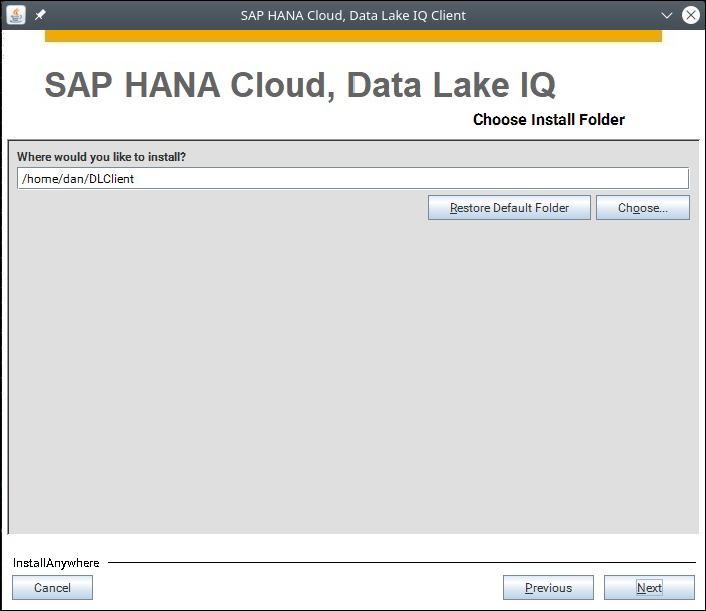 SAP HANA Cloud, Data Lake IQ Client
SAP HANA Cloud, Data Lake IQ
Choose Install Folder
Where would you like to install?
/home/dan/DLClient
Restore Default Folder
Choose...
InstallAnywhere
Cancel
Previous
Next